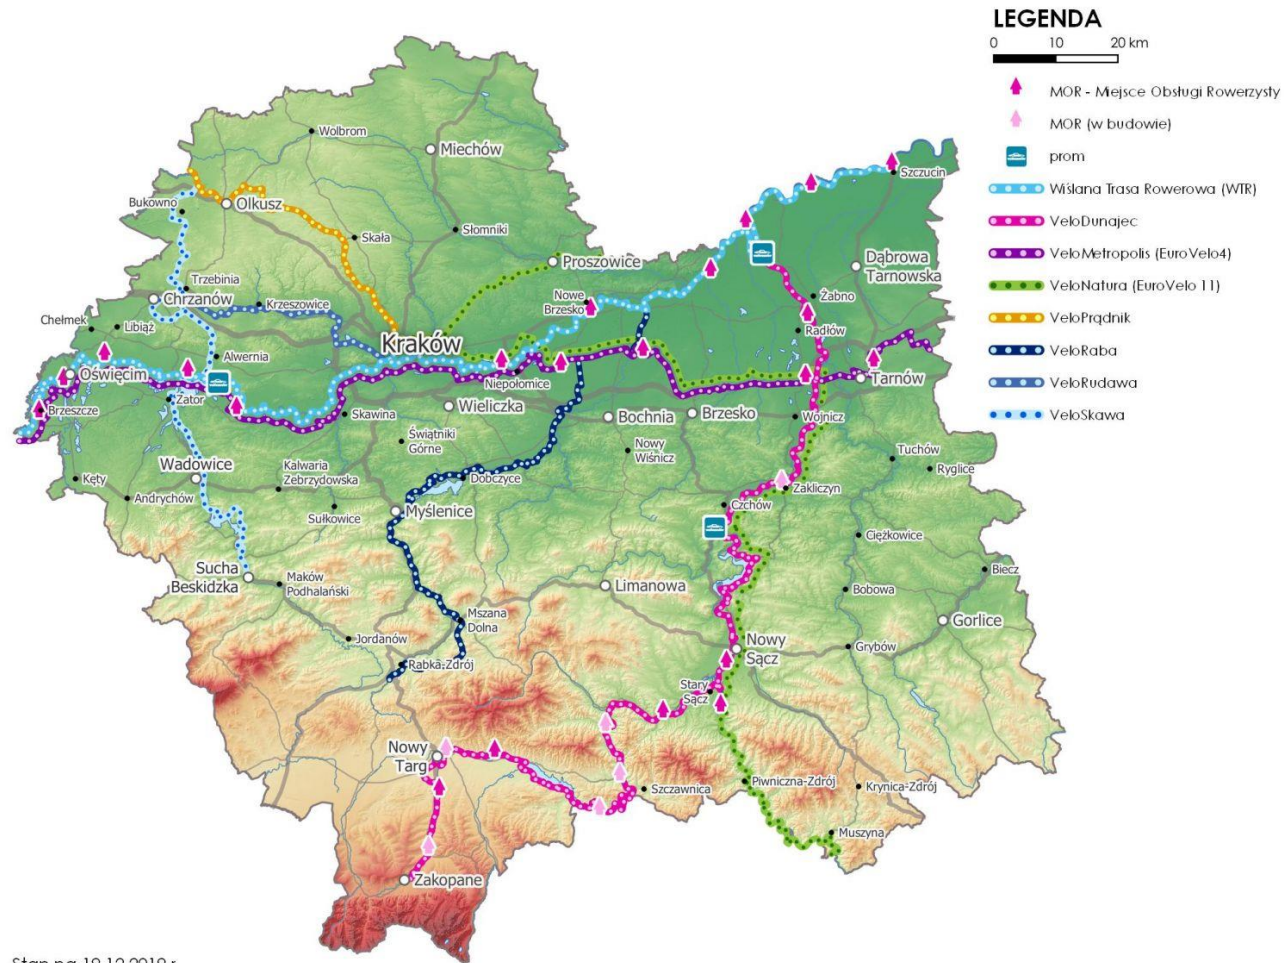 LEGENDA
0 10 20 km
MOR - Miejsce Obsługi Rowerzysty
MOR (w budowie)
prom
Wiślana Trasa Rowerowa (WTR)
VeloDunajec
VeloMetropolis (EuroVelo4)
VeloNatura (EuroVelo 11)
VeloPrądnik
VeloRaba
VeloRudawa
VeloSkawa
Wolbrom
Miechów
Szczucin
Bukowno
Olkusz
Skała
Słomniki
Proszowice
Dąbrowa
Tarnowska
Trzebinia
Chrzanów
Krzeszowice
Nowe
Brzesko
Żabno
Chełmek
Libiąż
Radłów
Kraków
Alwernia
Oświęcim
Niepołomice
Tarnów
Brzeszcze
Zator
Skawina
Wieliczka
Bochnia
Brzesko
Wojnicz
Świątniki
Górne
Nowy
Wiśnicz
Tuchów
Ryglice
Wadowice
Kalwaria
Zebrzydowska
Kęty
Andrychów
Dobczyce
Zakliczyn
Sułkowice
Myślenice
Czchów
Ciężkowice
Sucha
Beskidzka
Maków
Podhalański
Limanowa
Bobowa
Biecz
Mszana
Dolna
Gorlice
Jordanów
Nowy
Sącz
Grybów
Rabka-Zdrój
Stary
Sącz
Nowy
Targ
Szczawnica
Piwniczna-Zdrój
Krynica-Zdrój
Muszyna
Zakopane